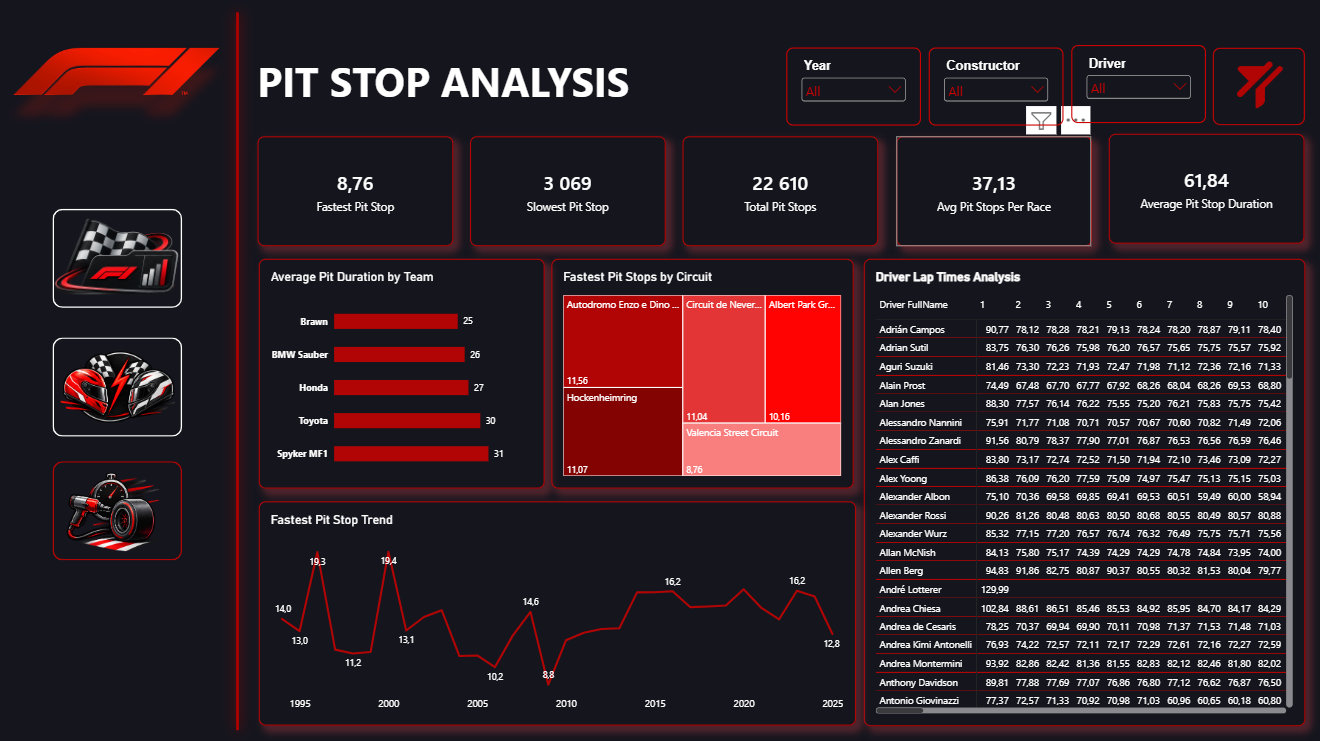 F1
PIT STOP ANALYSIS
Year
All
Constructor
All
Driver
All
8,76
Fastest Pit Stop
3 069
Slowest Pit Stop
22 610
Total Pit Stops
37,13
Avg Pit Stops Per Race
61,84
Average Pit Stop Duration
Average Pit Duration by Team
Brawn 25
BMW Sauber 26
Honda 27
Toyota 30
Spyker MF1 31
Fastest Pit Stops by Circuit
Autodromo Enzo e Dino ...
11,56
Hockenheimring
11,07
Circuit de Never...
11,04
Albert Park Gr...
10,16
Valencia Street Circuit
8,76
Fastest Pit Stop Trend
14,0
13,0
19,3
11,2
19,4
13,1
10,2
14,6
8,8
16,2
16,2
12,8
1995 2000 2005 2010 2015 2020 2025
Driver Lap Times Analysis
Driver FullName 1 2 3 4 5 6 7 8 9 10
Adrián Campos 90,77 78,12 78,28 78,21 79,13 78,24 78,20 78,87 79,11 78,40
Adrian Sutil 83,75 76,30 76,26 75,98 76,20 76,57 75,65 75,75 75,57 75,92
Aguri Suzuki 81,46 73,30 72,23 71,93 72,47 71,98 71,12 72,36 72,16 71,33
Alain Prost 74,49 67,48 67,70 67,77 67,92 68,26 68,04 68,26 69,53 68,80
Alan Jones 88,30 77,57 76,14 76,22 75,55 75,20 76,21 75,83 75,75 75,42
Alessandro Nannini 75,91 71,77 71,08 70,71 70,57 70,67 70,60 70,82 71,49 72,06
Alessandro Zanardi 91,56 80,79 78,37 77,90 77,01 76,87 76,53 76,56 76,59 76,46
Alex Caffi 83,80 73,17 72,74 72,52 71,50 71,94 72,10 73,46 73,09 72,27
Alex Yoong 86,38 76,09 76,20 77,59 75,09 74,97 75,47 75,13 75,15 75,03
Alexander Albon 75,10 70,36 69,58 69,85 69,41 69,53 60,51 59,49 60,00 58,94
Alexander Rossi 90,26 81,26 80,48 80,63 80,50 80,68 80,55 80,49 80,57 80,88
Alexander Wurz 85,32 77,15 77,20 76,57 76,74 76,32 76,49 75,75 75,71 75,56
Allan McNish 84,13 75,80 75,17 74,39 74,29 74,29 74,78 74,84 73,95 74,00
Allen Berg 94,83 91,86 82,75 80,87 90,37 80,55 80,32 81,53 80,04 79,77
André Lotterer 129,99
Andrea Chiesa 102,84 88,61 86,51 85,46 85,53 84,92 85,95 84,70 84,17 84,29
Andrea de Cesaris 78,25 70,37 69,94 69,90 70,11 70,98 71,37 71,53 71,48 71,03
Andrea Kimi Antonelli 76,93 74,22 72,57 72,11 72,17 72,29 72,61 72,16 72,27 72,59
Andrea Montermini 93,92 82,86 82,42 81,36 81,55 82,83 82,12 82,46 81,80 82,02
Anthony Davidson 89,81 77,88 77,69 77,07 76,86 76,80 77,12 76,62 76,87 76,50
Antonio Giovinazzi 77,37 72,57 71,33 70,92 70,98 71,03 60,96 60,65 60,18 60,80